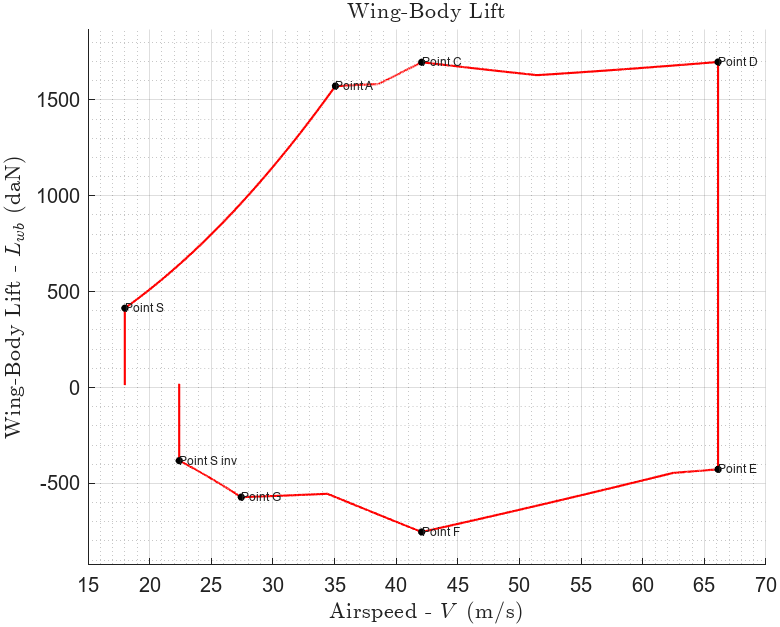 Wing-Body Lift
Wing-Body Lift - L_wb (daN)
1500
1000
500
0
-500
Point C
Point D
Point A
Point S
Point S inv
Point E
Point G
Point F
15 20 25 30 35 40 45 50 55 60 65 70
Airspeed - V (m/s)